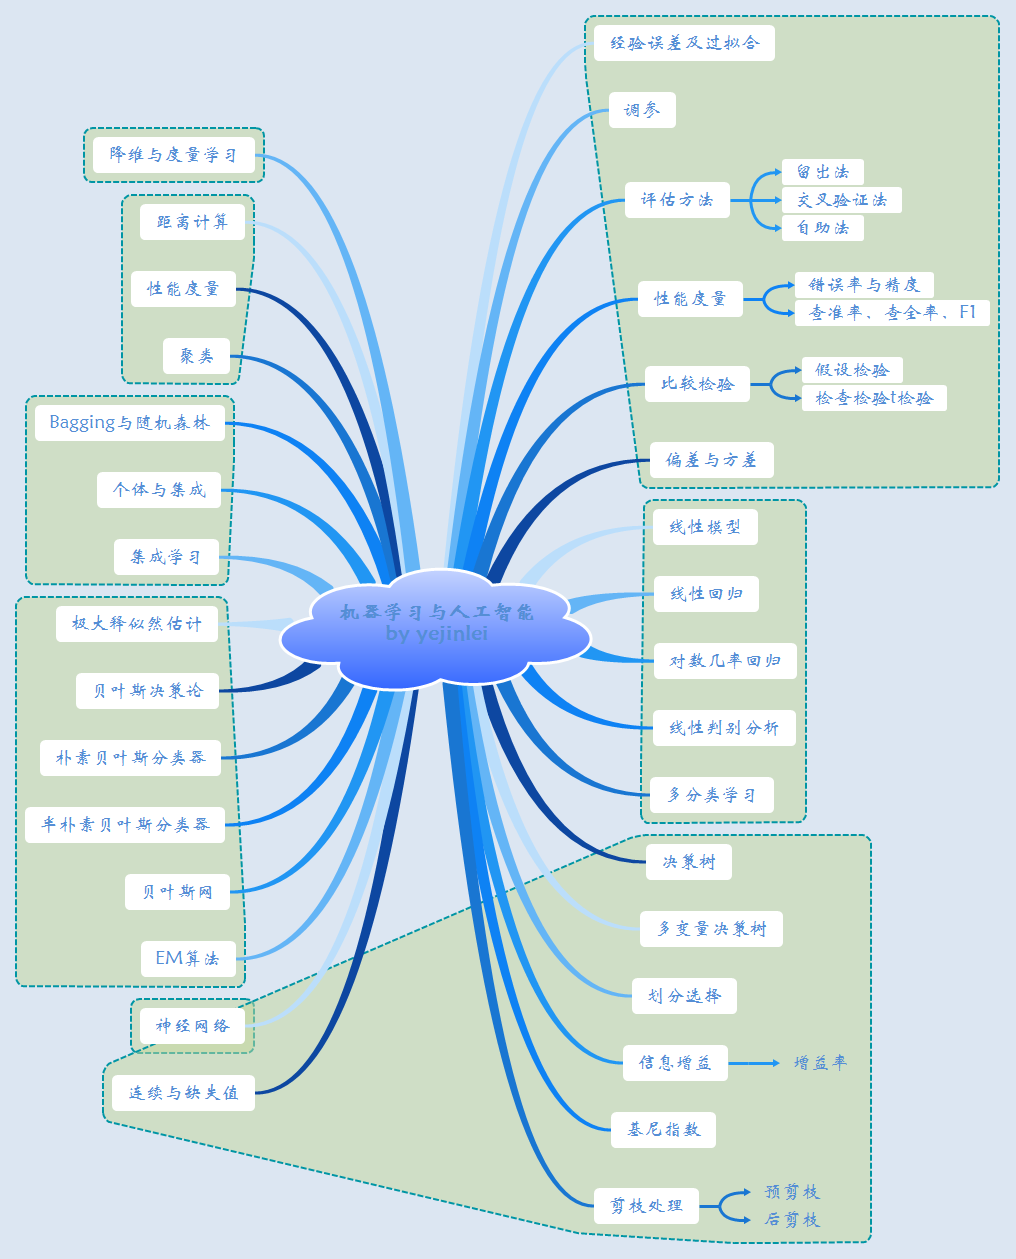 机器学习与人工智能
by yejinlei
经验误差及过拟合
调参
评估方法
留出法
交叉验证法
自助法
性能度量
错误率与精度
查准率、查全率、F1
比较检验
假设检验
检查检验t检验
偏差与方差
线性模型
线性回归
对数几率回归
线性判别分析
多分类学习
决策树
多变量决策树
划分选择
信息增益
增益率
基尼指数
剪枝处理
预剪枝
后剪枝
降维与度量学习
距离计算
性能度量
聚类
Bagging与随机森林
个体与集成
集成学习
极大释似然估计
贝叶斯决策论
朴素贝叶斯分类器
半朴素贝叶斯分类器
贝叶斯网
EM算法
神经网络
连续与缺失值